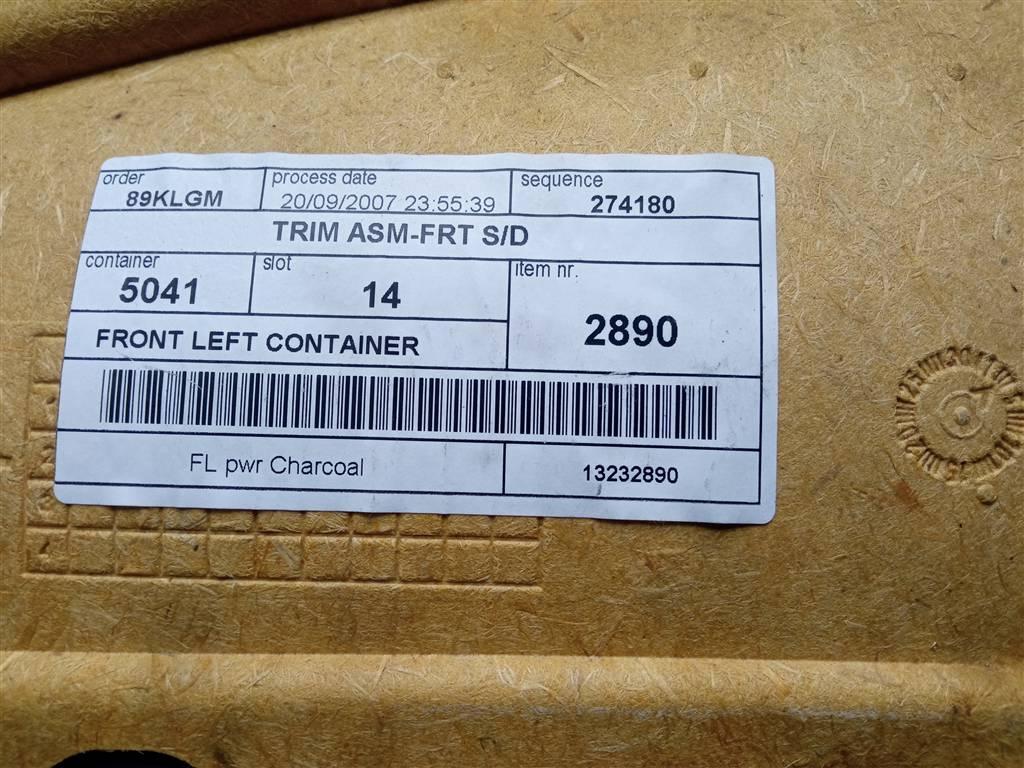 order
89KLGM
process date
20/09/2007 23:55:39
sequence
274180
TRIM ASM-FRT S/D
container
5041
slot
14
item nr.
2890
FRONT LEFT CONTAINER
FL pwr Charcoal
13232890